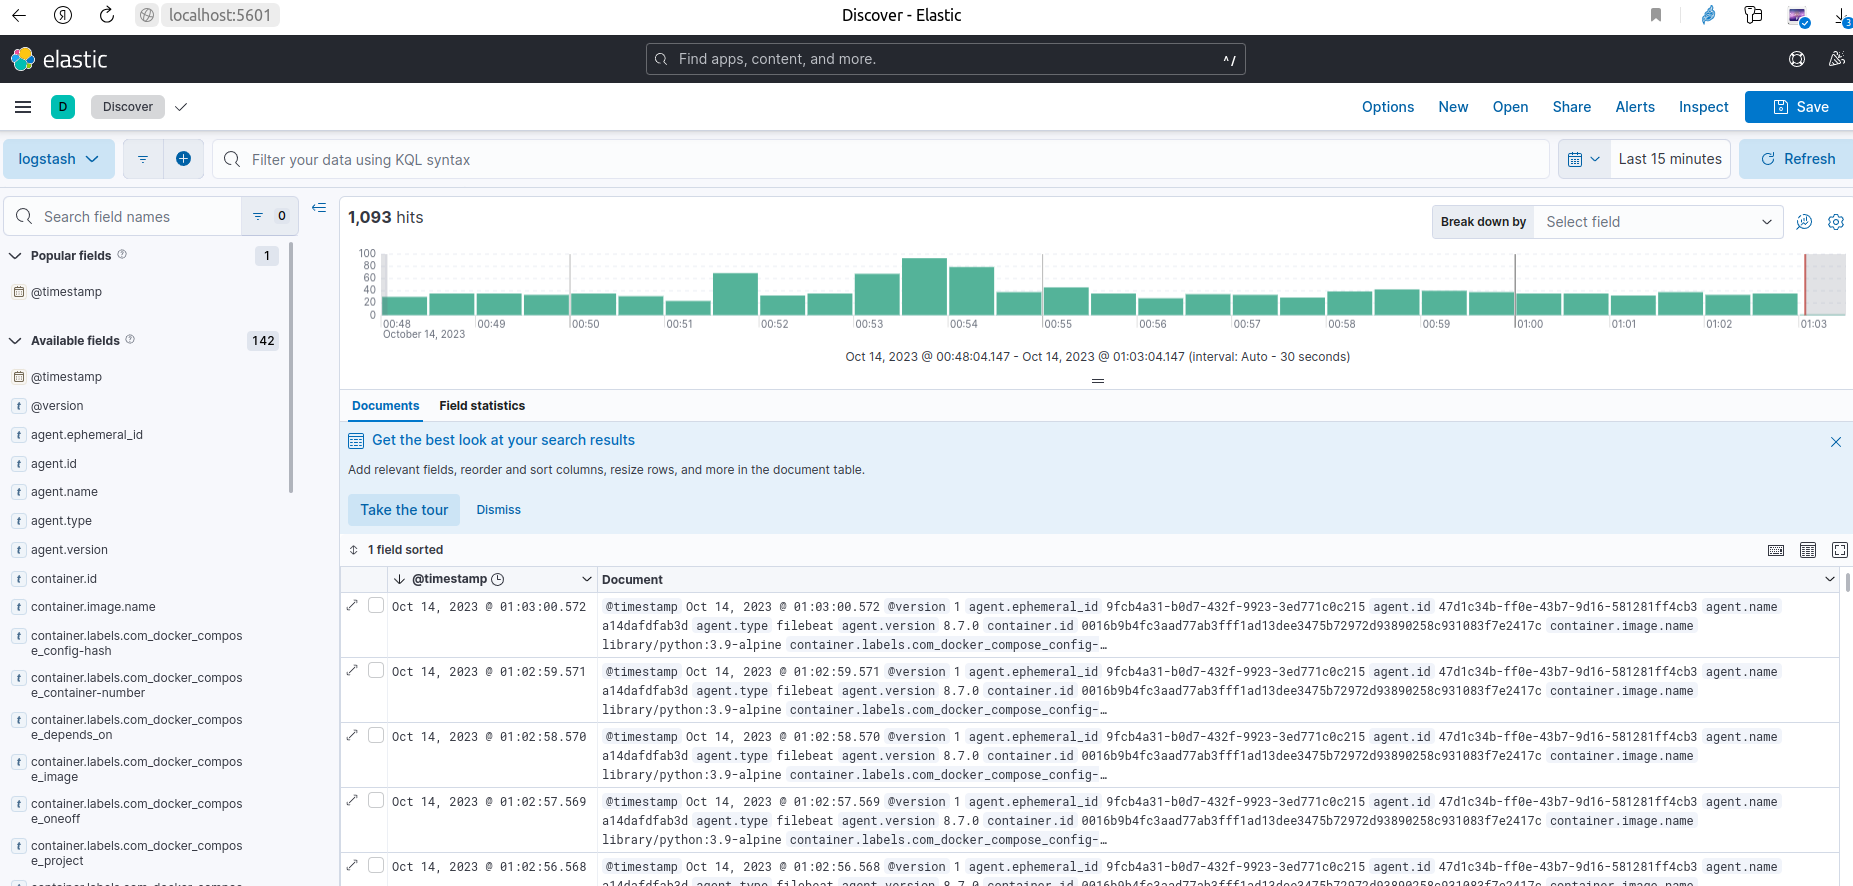 localhost:5601
Discover - Elastic
3
elastic
Find apps, content, and more.
^/
D
Discover
Options
New
Open
Share
Alerts
Inspect
Save
logstash
Filter your data using KQL syntax
Last 15 minutes
Refresh
Search field names
0
Popular fields
1
@timestamp
Available fields
142
@timestamp
t @version
t agent.ephemeral_id
t agent.id
t agent.name
t agent.type
t agent.version
t container.id
t container.image.name
t container.labels.com_docker_compos
e_config-hash
t container.labels.com_docker_compos
e_container-number
t container.labels.com_docker_compos
e_depends_on
t container.labels.com_docker_compos
e_image
t container.labels.com_docker_compos
e_oneoff
t container.labels.com_docker_compos
e_project
1,093 hits
Break down by
Select field
100
80
60
40
20
0
00:48 00:49 00:50 00:51 00:52 00:53 00:54 00:55 00:56 00:57 00:58 00:59 01:00 01:01 01:02 01:03
October 14, 2023
Oct 14, 2023 @ 00:48:04.147 - Oct 14, 2023 @ 01:03:04.147 (interval: Auto - 30 seconds)
Documents
Field statistics
Get the best look at your search results
Add relevant fields, reorder and sort columns, resize rows, and more in the document table.
Take the tour
Dismiss
1 field sorted
@timestamp
Document
Oct 14, 2023 @ 01:03:00.572
@timestamp Oct 14, 2023 @ 01:03:00.572 @version 1 agent.ephemeral_id 9fcb4a31-b0d7-432f-9923-3ed771c0c215 agent.id 47d1c34b-ff0e-43b7-9d16-581281ff4cb3 agent.name
a14dafdfab3d agent.type filebeat agent.version 8.7.0 container.id 0016b9b4fc3aad77ab3fff1ad13dee3475b72972d93890258c931083f7e2417c container.image.name
library/python:3.9-alpine container.labels.com_docker_compose_config-…
Oct 14, 2023 @ 01:02:59.571
@timestamp Oct 14, 2023 @ 01:02:59.571 @version 1 agent.ephemeral_id 9fcb4a31-b0d7-432f-9923-3ed771c0c215 agent.id 47d1c34b-ff0e-43b7-9d16-581281ff4cb3 agent.name
a14dafdfab3d agent.type filebeat agent.version 8.7.0 container.id 0016b9b4fc3aad77ab3fff1ad13dee3475b72972d93890258c931083f7e2417c container.image.name
library/python:3.9-alpine container.labels.com_docker_compose_config-…
Oct 14, 2023 @ 01:02:58.570
@timestamp Oct 14, 2023 @ 01:02:58.570 @version 1 agent.ephemeral_id 9fcb4a31-b0d7-432f-9923-3ed771c0c215 agent.id 47d1c34b-ff0e-43b7-9d16-581281ff4cb3 agent.name
a14dafdfab3d agent.type filebeat agent.version 8.7.0 container.id 0016b9b4fc3aad77ab3fff1ad13dee3475b72972d93890258c931083f7e2417c container.image.name
library/python:3.9-alpine container.labels.com_docker_compose_config-…
Oct 14, 2023 @ 01:02:57.569
@timestamp Oct 14, 2023 @ 01:02:57.569 @version 1 agent.ephemeral_id 9fcb4a31-b0d7-432f-9923-3ed771c0c215 agent.id 47d1c34b-ff0e-43b7-9d16-581281ff4cb3 agent.name
a14dafdfab3d agent.type filebeat agent.version 8.7.0 container.id 0016b9b4fc3aad77ab3fff1ad13dee3475b72972d93890258c931083f7e2417c container.image.name
library/python:3.9-alpine container.labels.com_docker_compose_config-…
Oct 14, 2023 @ 01:02:56.568
@timestamp Oct 14, 2023 @ 01:02:56.568 @version 1 agent.ephemeral_id 9fcb4a31-b0d7-432f-9923-3ed771c0c215 agent.id 47d1c34b-ff0e-43b7-9d16-581281ff4cb3 agent.name